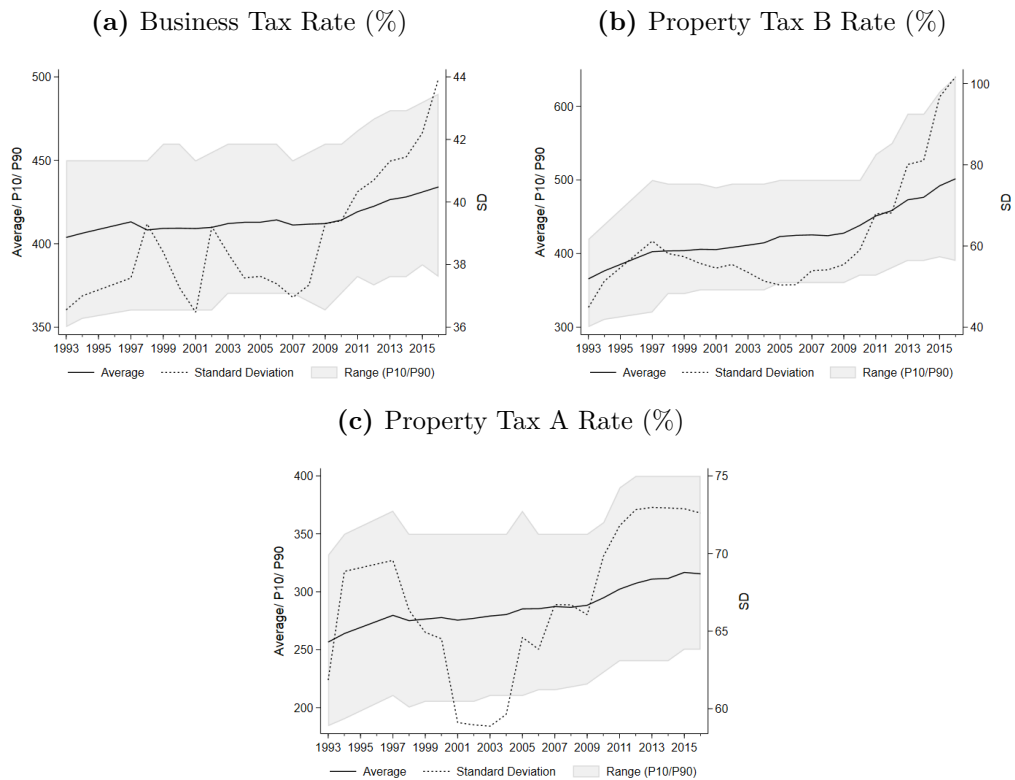 (a) Business Tax Rate (%)
500
450
400
350
Average/ P10/ P90
44
42
40
38
36
SD
1993 1995 1997 1999 2001 2003 2005 2007 2009 2011 2013 2015
Average Standard Deviation Range (P10/P90)
(b) Property Tax B Rate (%)
600
500
400
300
Average/ P10/ P90
100
80
60
40
SD
1993 1995 1997 1999 2001 2003 2005 2007 2009 2011 2013 2015
Average Standard Deviation Range (P10/P90)
(c) Property Tax A Rate (%)
400
350
300
250
200
Average/ P10/ P90
75
70
65
60
SD
1993 1995 1997 1999 2001 2003 2005 2007 2009 2011 2013 2015
Average Standard Deviation Range (P10/P90)